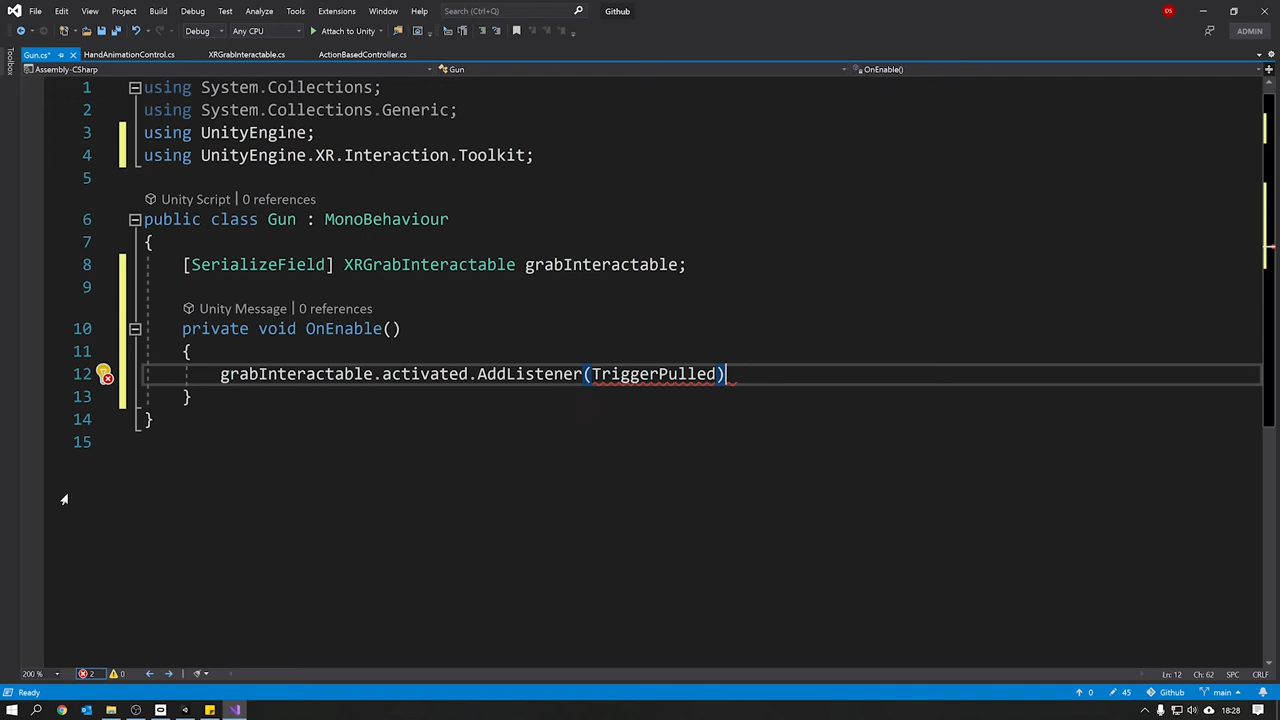 File Edit View Project Build Debug Test Analyze Tools Extensions Window Help Search (Ctrl+Q) Github DS
Debug Any CPU Attach to Unity ADMIN
Gun.cs* HandAnimationControl.cs XRGrabInteractable.cs ActionBasedController.cs
Assembly-CSharp Gun OnEnable()
Toolbox
1 using System.Collections;
2 using System.Collections.Generic;
3 using UnityEngine;
4 using UnityEngine.XR.Interaction.Toolkit;
5
Unity Script | 0 references
6 public class Gun : MonoBehaviour
7 {
8 [SerializeField] XRGrabInteractable grabInteractable;
9
Unity Message | 0 references
10 private void OnEnable()
11 {
12 grabInteractable.activated.AddListener(TriggerPulled)
13 }
14 }
15
200 % 2 0 Ln: 12 Ch: 62 SPC CRLF
Ready 0 45 Github main
18:28